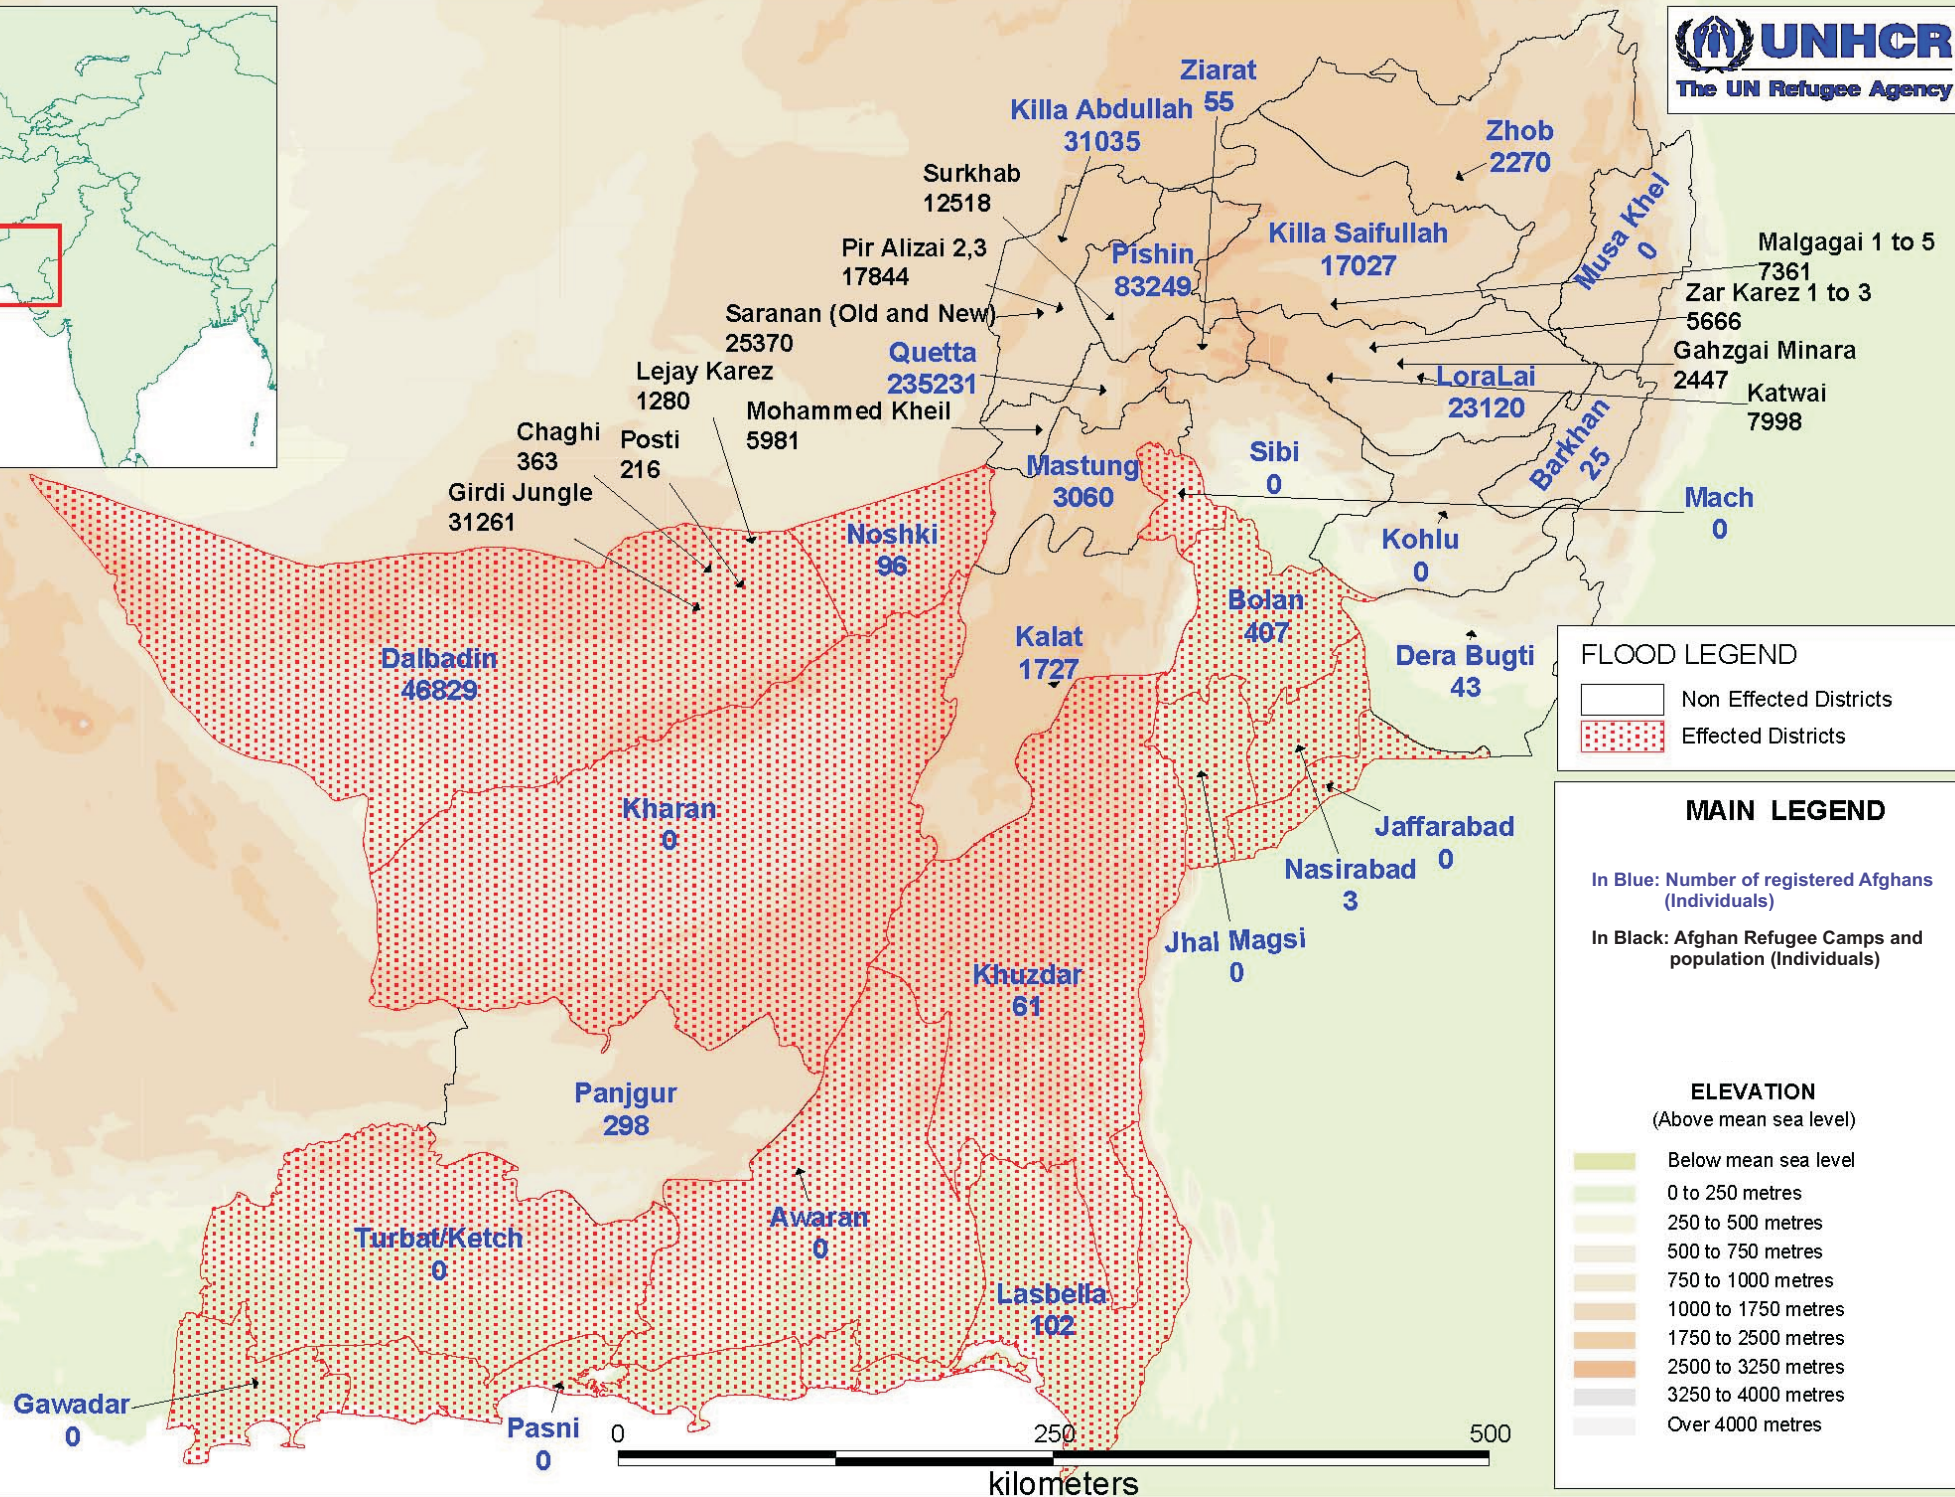 UNHCR
The UN Refugee Agency
Ziarat
55
Killa Abdullah
31035
Zhob
2270
Surkhab
12518
Musa Khel
0
Pir Alizai 2,3
17844
Pishin
83249
Killa Saifullah
17027
Malgagai 1 to 5
7361
Zar Karez 1 to 3
5666
Saranan (Old and New)
25370
Quetta
235231
Gahzgai Minara
2447
Lejay Karez
1280
LoraLai
23120
Katwai
7998
Mohammed Kheil
5981
Chaghi
363
Posti
216
Barkhan
25
Mastung
3060
Sibi
0
Girdi Jungle
31261
Mach
0
Noshki
96
Kohlu
0
Bolan
407
Kalat
1727
Dera Bugti
43
Dalbadin
46829
FLOOD LEGEND
Non Effected Districts
Effected Districts
Kharan
0
Jaffarabad
0
Nasirabad
3
Jhal Magsi
0
Khuzdar
61
Panjgur
298
Turbat/Ketch
0
Awaran
0
Lasbella
102
Gawadar
0
Pasni
0
0
250
500
kilometers
MAIN LEGEND
In Blue: Number of registered Afghans
(Individuals)
In Black: Afghan Refugee Camps and
population (Individuals)
ELEVATION
(Above mean sea level)
Below mean sea level
0 to 250 metres
250 to 500 metres
500 to 750 metres
750 to 1000 metres
1000 to 1750 metres
1750 to 2500 metres
2500 to 3250 metres
3250 to 4000 metres
Over 4000 metres